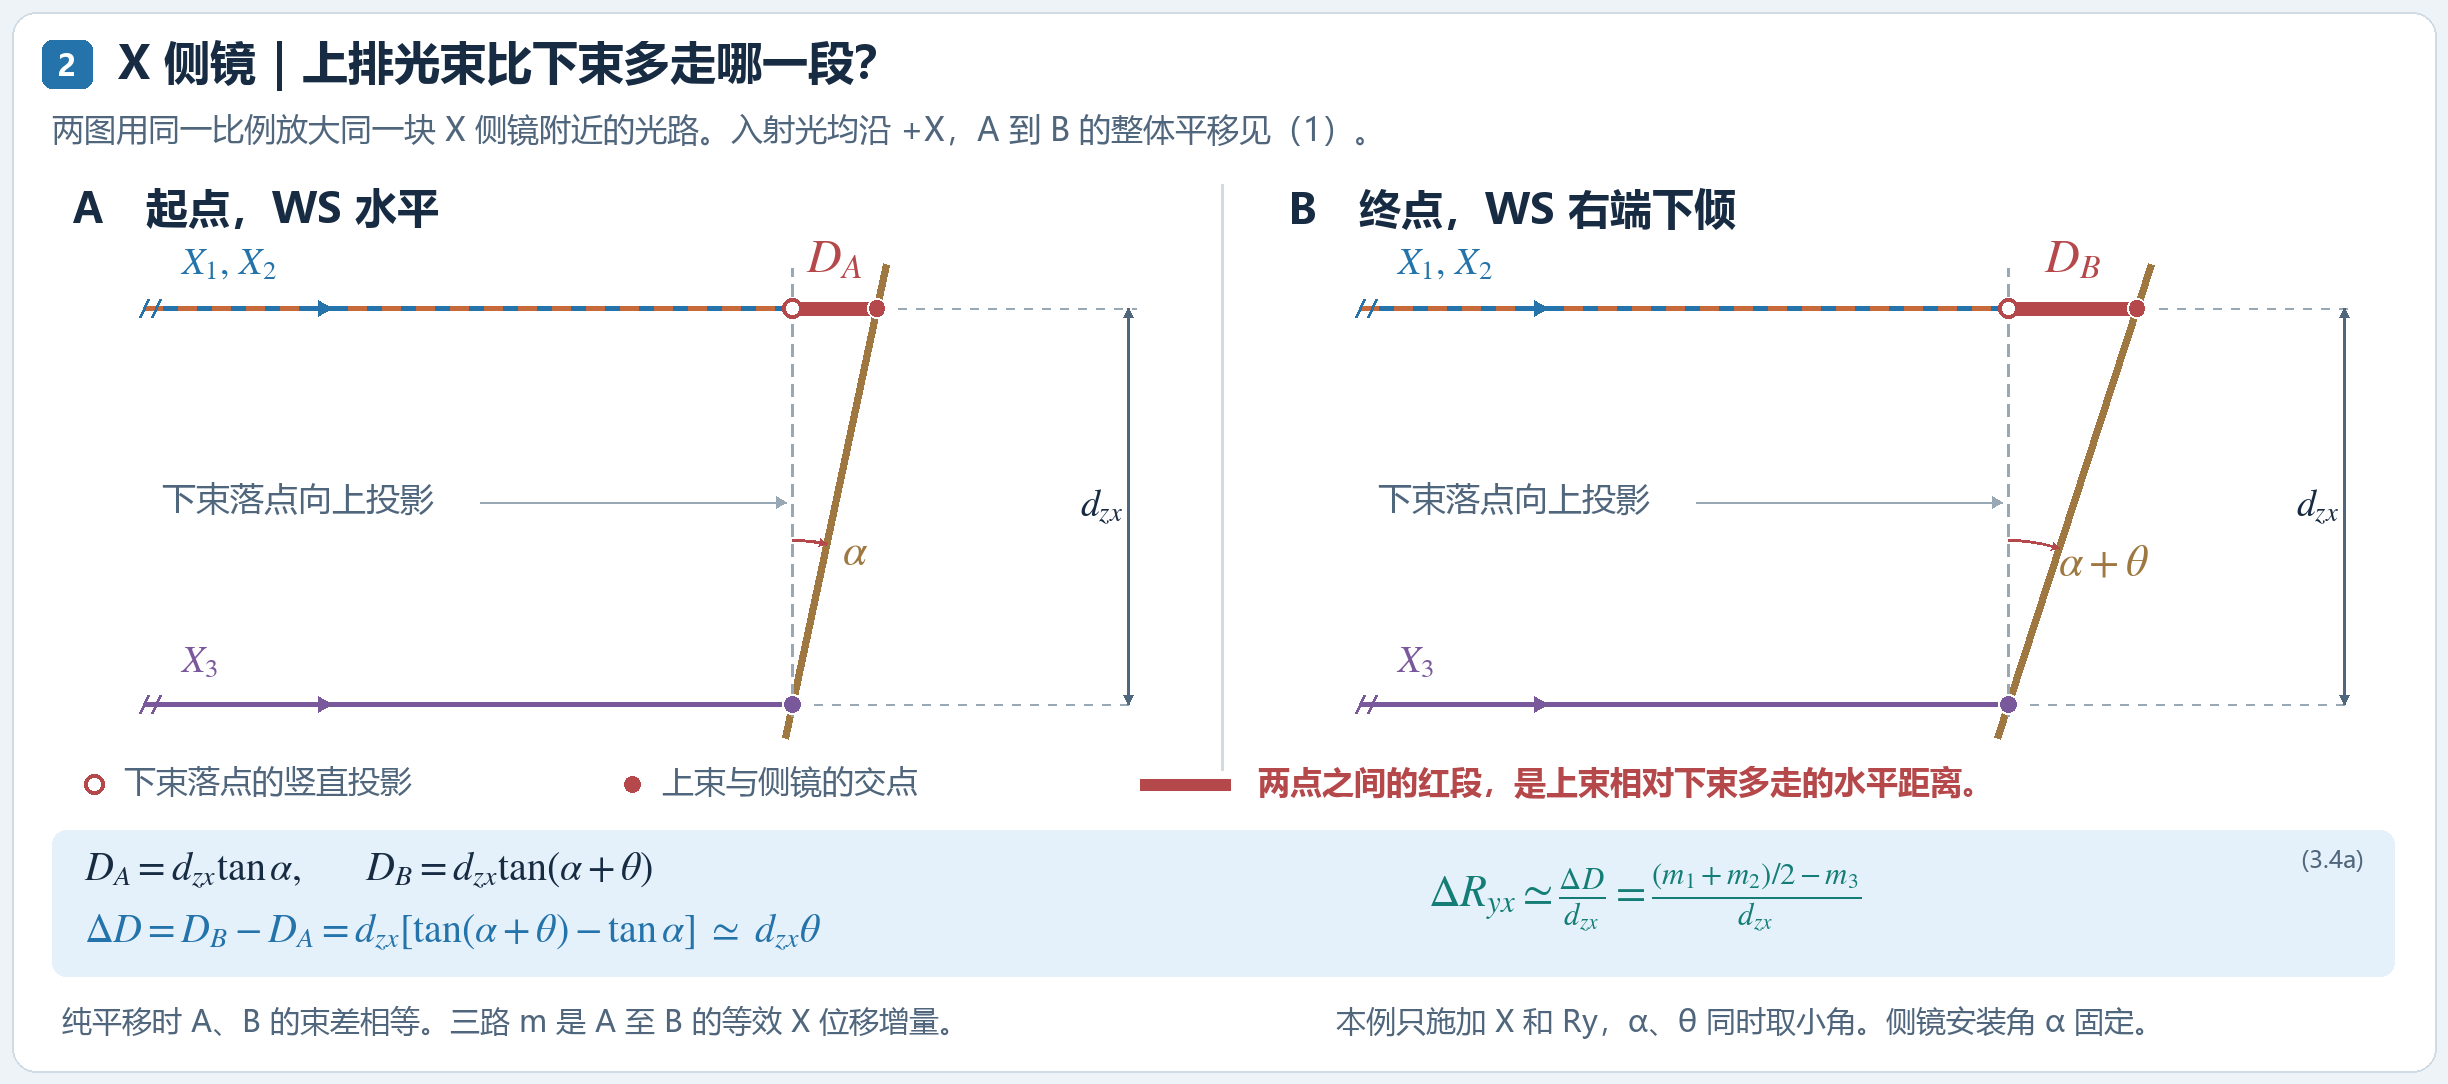 2 X 侧镜 | 上排光束比下束多走哪一段?
两图用同一比例放大同一块 X 侧镜附近的光路。入射光均沿 +X，A 到 B 的整体平移见（1）。
A 起点，WS 水平
X₁, X₂
D_A
下束落点向上投影
α
d_zx
X₃
B 终点，WS 右端下倾
X₁, X₂
D_B
下束落点向上投影
α + θ
d_zx
X₃
下束落点的竖直投影
上束与侧镜的交点
两点之间的红段，是上束相对下束多走的水平距离。
D_A = d_zx tan α, D_B = d_zx tan(α + θ)
ΔD = D_B − D_A = d_zx[tan(α + θ) − tan α] ≃ d_zxθ
ΔR_yx ≃ ΔD/d_zx = ((m₁ + m₂)/2 − m₃)/d_zx
(3.4a)
纯平移时 A、B 的束差相等。三路 m 是 A 至 B 的等效 X 位移增量。
本例只施加 X 和 Ry，α、θ 同时取小角。侧镜安装角 α 固定。